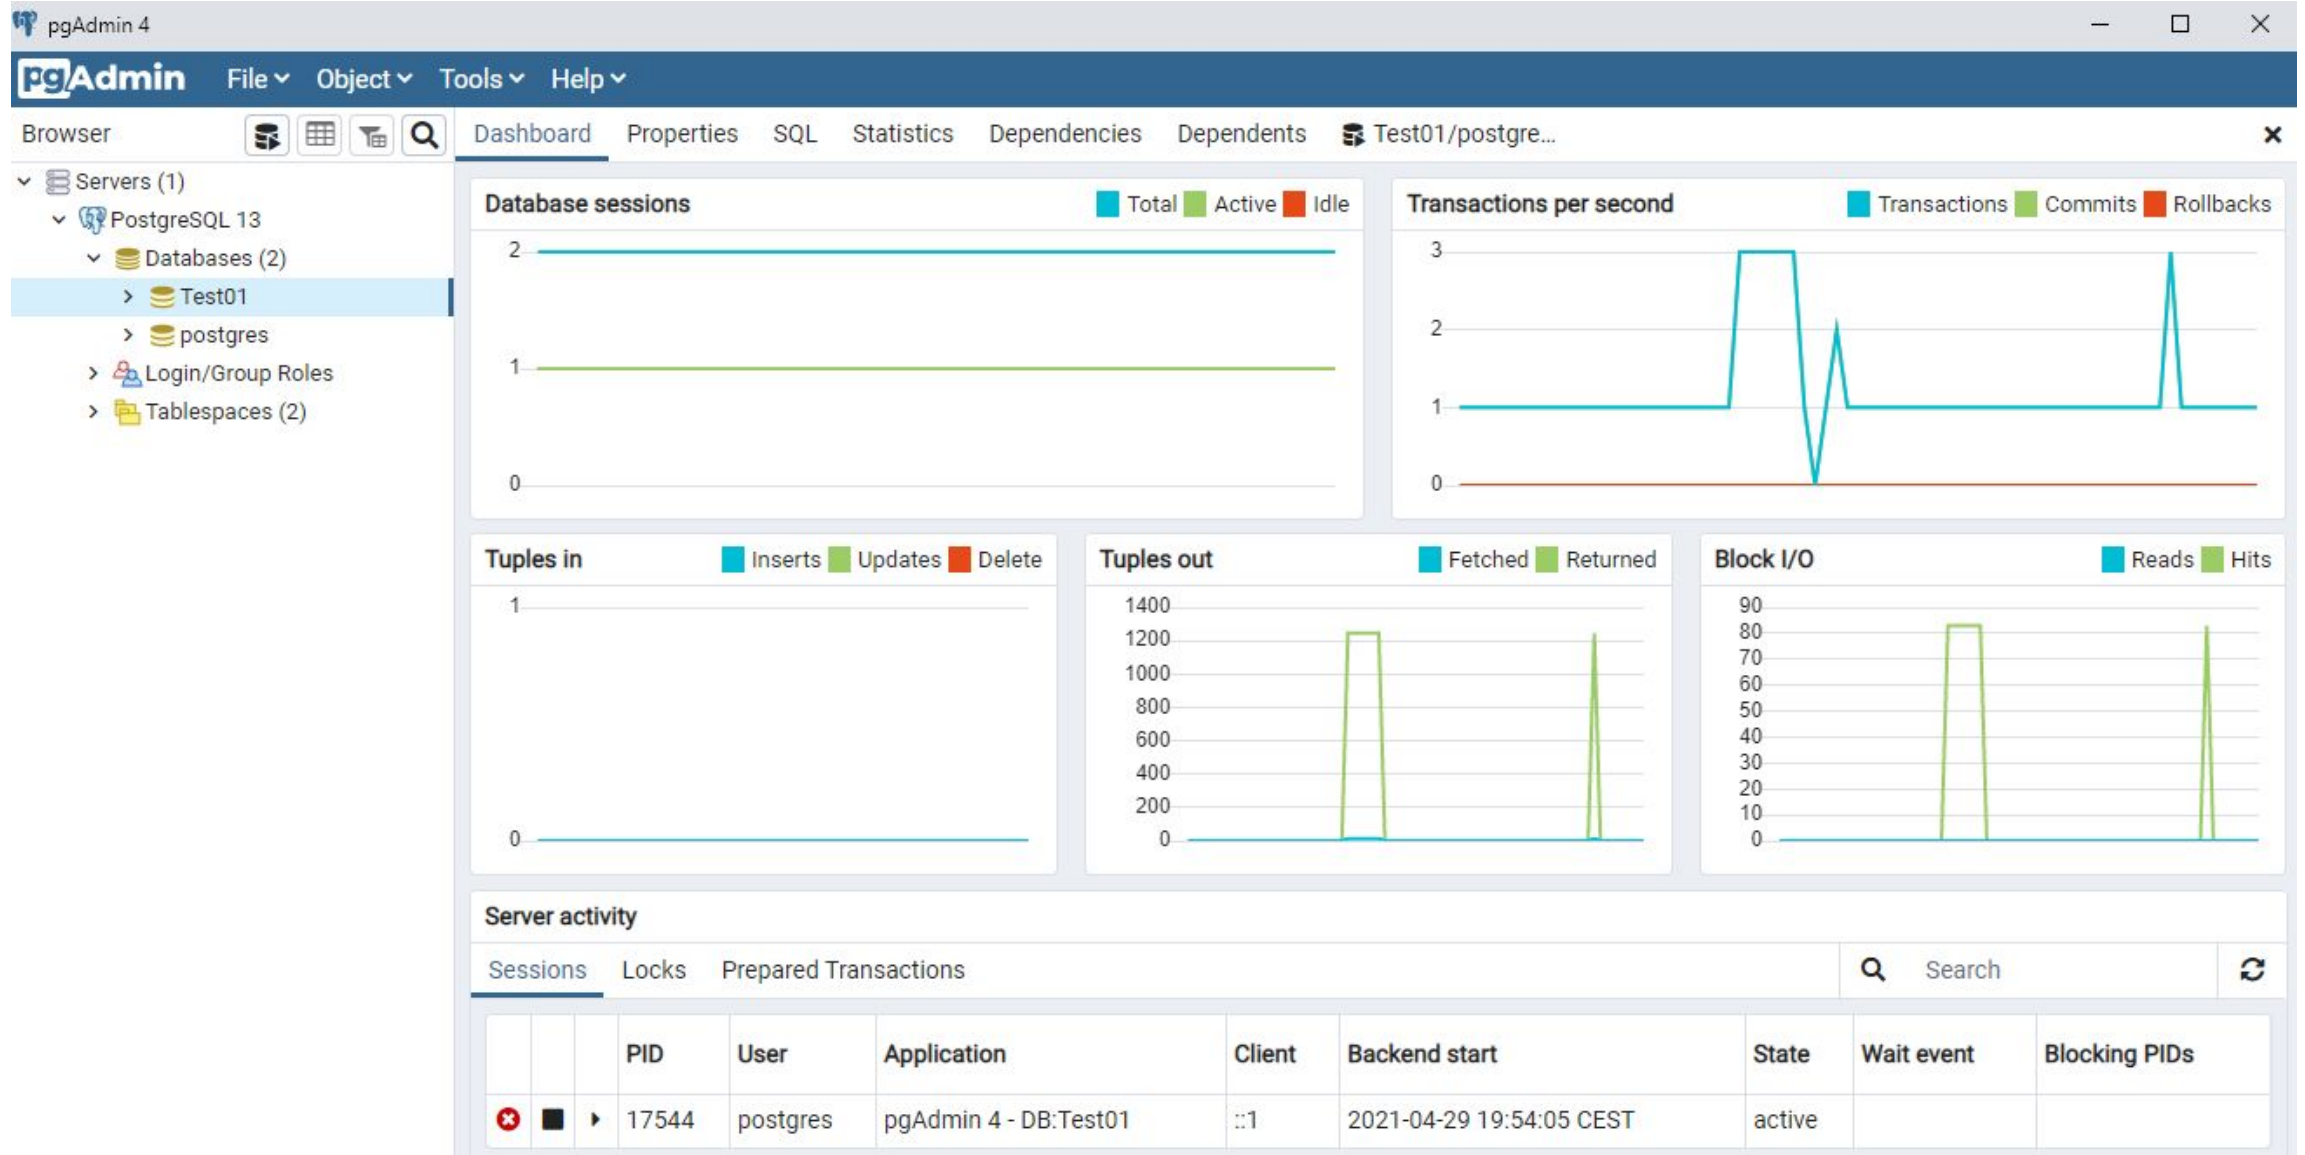 pgAdmin 4
pgAdmin File Object Tools Help
Browser
Servers (1)
PostgreSQL 13
Databases (2)
Test01
postgres
Login/Group Roles
Tablespaces (2)
Dashboard Properties SQL Statistics Dependencies Dependents Test01/postgre...
Database sessions Total Active Idle
2
1
0
Transactions per second Transactions Commits Rollbacks
3
2
1
0
Tuples in Inserts Updates Delete
1
0
Tuples out Fetched Returned
1400
1200
1000
800
600
400
200
0
Block I/O Reads Hits
90
80
70
60
50
40
30
20
10
0
Server activity
Sessions Locks Prepared Transactions Search
PID User Application Client Backend start State Wait event Blocking PIDs
17544 postgres pgAdmin 4 - DB:Test01 ::1 2021-04-29 19:54:05 CEST active